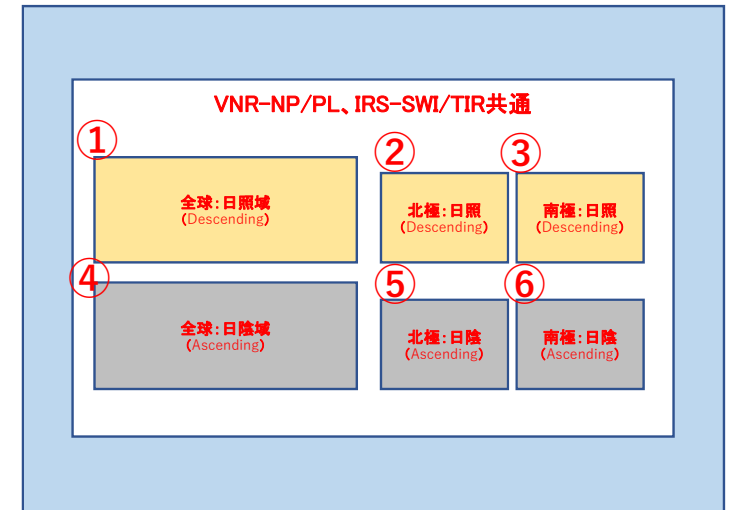 VNR-NP/PL、IRS-SWI/TIR共通
①
全球:日照域
(Descending)
②
北極:日照
(Descending)
③
南極:日照
(Descending)
④
全球:日陰域
(Ascending)
⑤
北極:日陰
(Ascending)
⑥
南極:日陰
(Ascending)